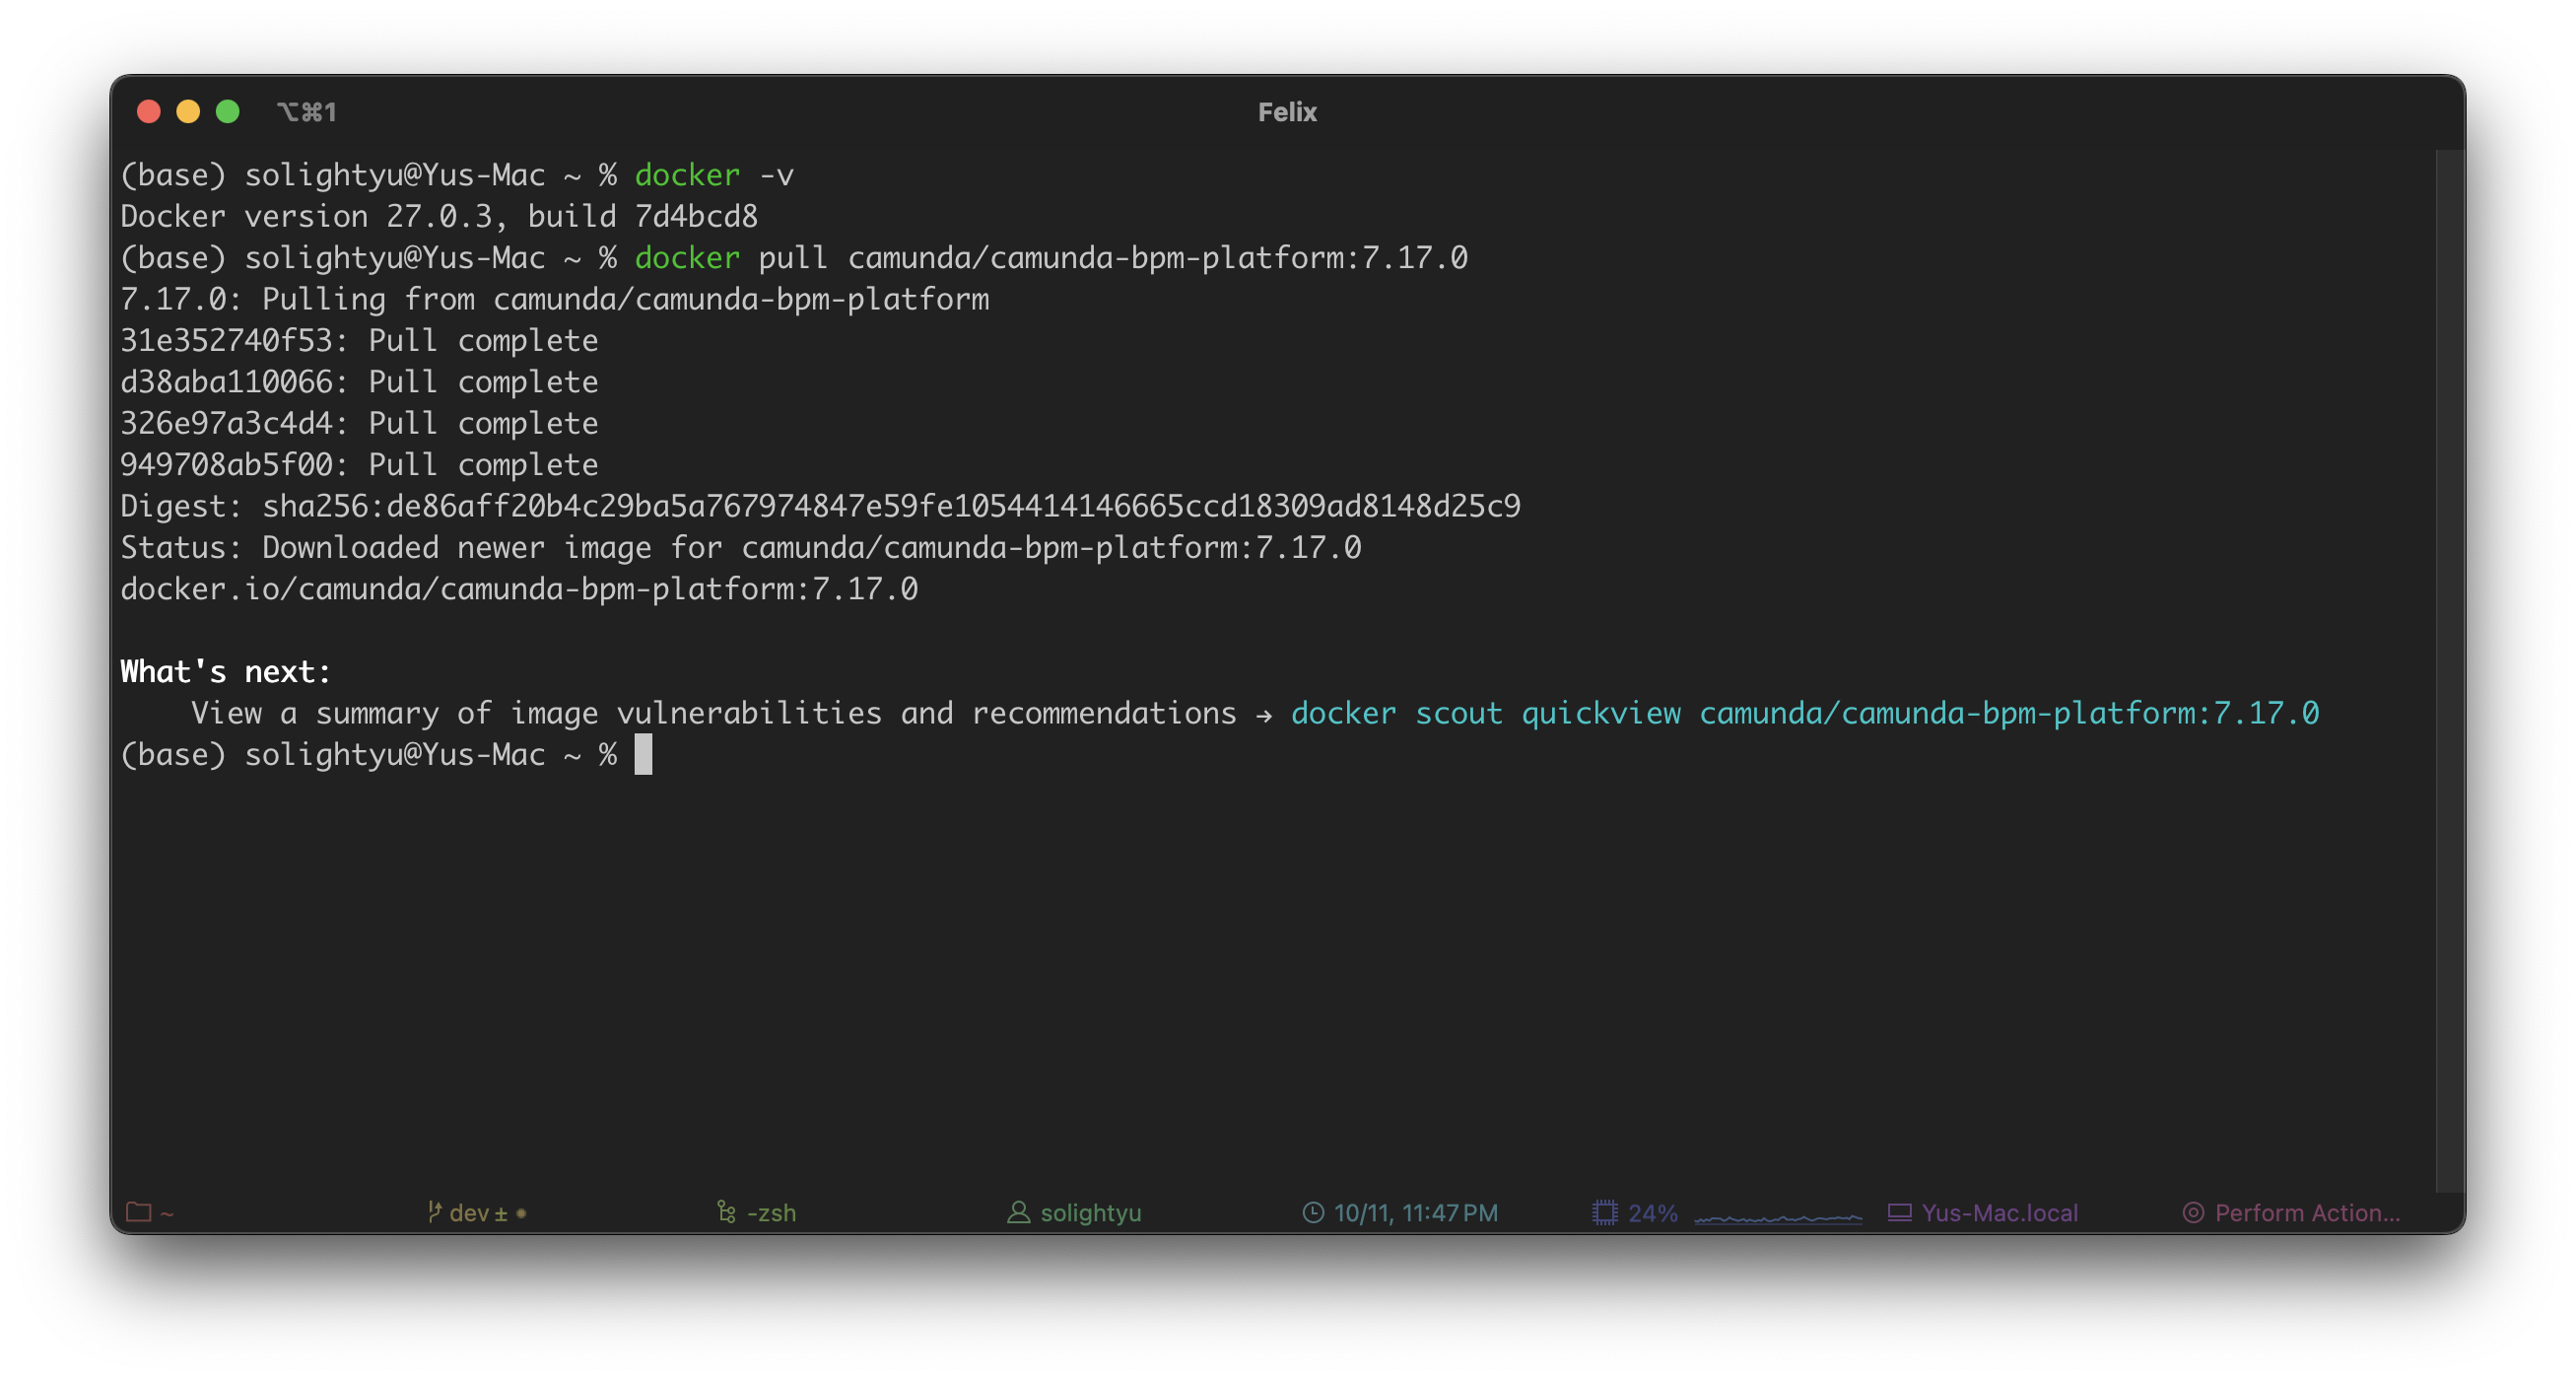 ⌥⌘1 Felix
(base) solightyu@Yus-Mac ~ % docker -v
Docker version 27.0.3, build 7d4bcd8
(base) solightyu@Yus-Mac ~ % docker pull camunda/camunda-bpm-platform:7.17.0
7.17.0: Pulling from camunda/camunda-bpm-platform
31e352740f53: Pull complete
d38aba110066: Pull complete
326e97a3c4d4: Pull complete
949708ab5f00: Pull complete
Digest: sha256:de86aff20b4c29ba5a767974847e59fe1054414146665ccd18309ad8148d25c9
Status: Downloaded newer image for camunda/camunda-bpm-platform:7.17.0
docker.io/camunda/camunda-bpm-platform:7.17.0
What's next:
    View a summary of image vulnerabilities and recommendations → docker scout quickview camunda/camunda-bpm-platform:7.17.0
(base) solightyu@Yus-Mac ~ %
~ dev ± • -zsh solightyu 10/11, 11:47 PM 24% Yus-Mac.local Perform Action...